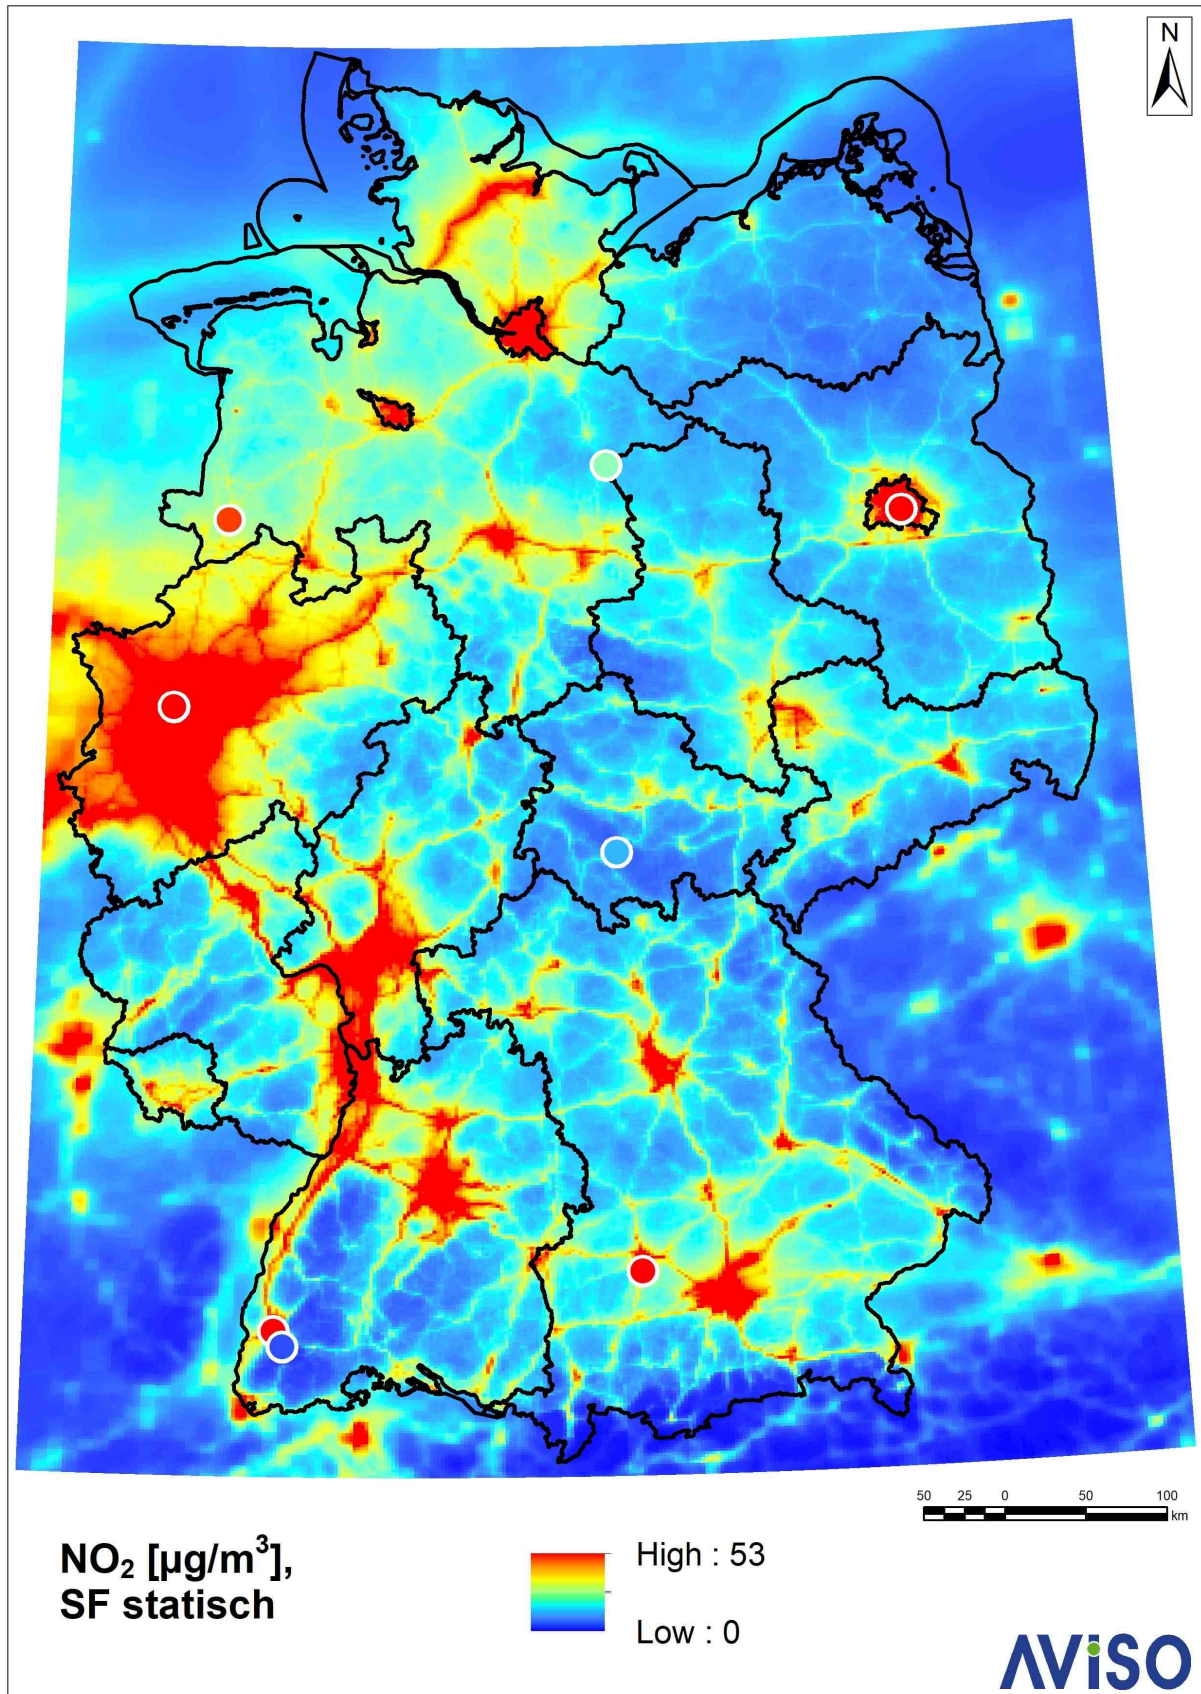 N
50 25 0 50 100
km
NO₂ [µg/m³],
SF statisch
High : 53
Low : 0
AViSO